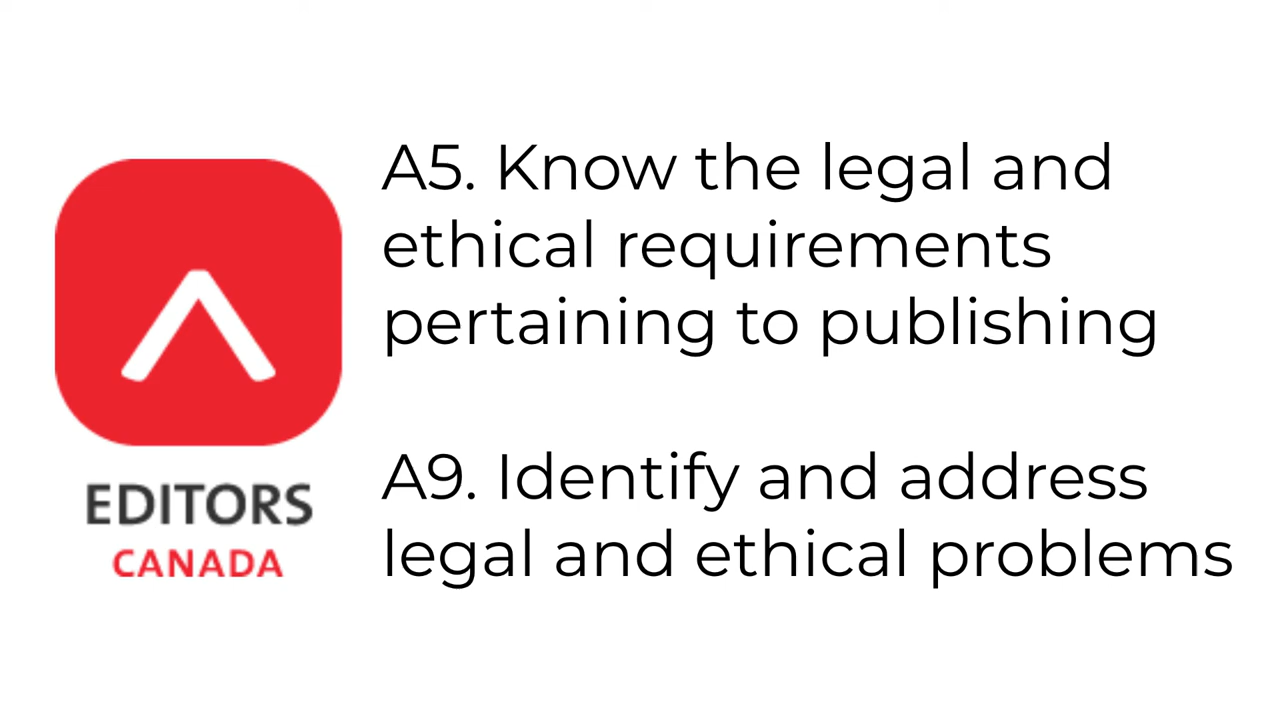 A5. Know the legal and
ethical requirements
pertaining to publishing
A9. Identify and address
legal and ethical problems
EDITORS
CANADA